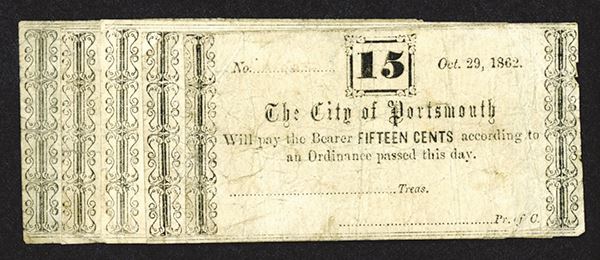 15
No. Oct. 29, 1862.
The City of Portsmouth
Will pay the Bearer FIFTEEN CENTS according to
an Ordinance passed this day.
Treas.
Pr. of C.